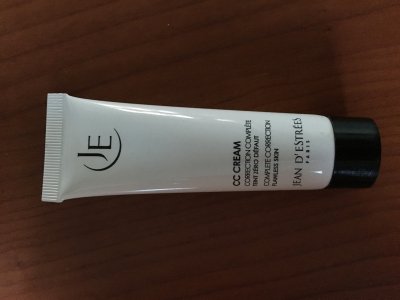 JE
CC CREAM
CORRECTION COMPLÈTE
TEINT ZÉRO DÉFAUT
COMPLETE CORRECTION
FLAWLESS SKIN
JEAN D'ESTRÉES
PARIS